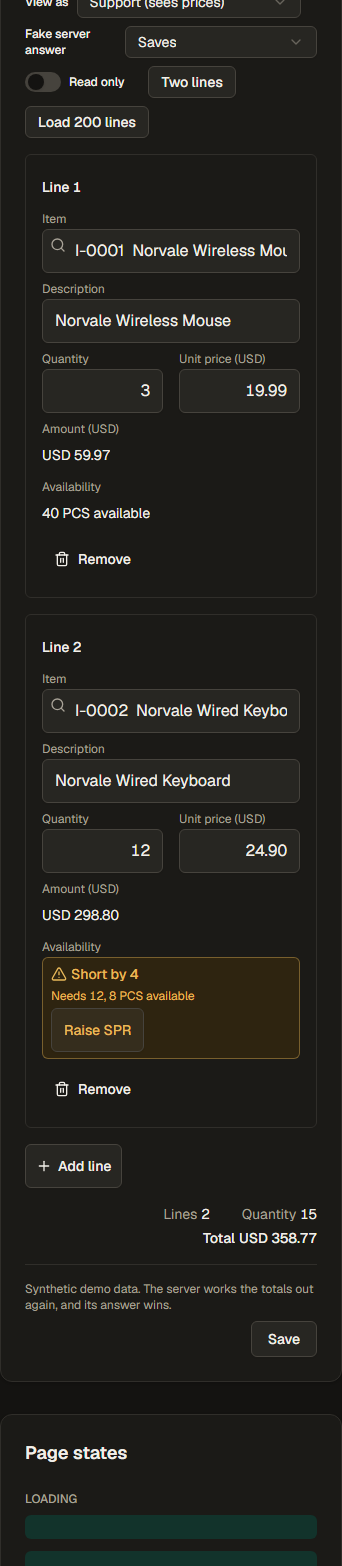 View as Support (sees prices)
Fake server answer Saves
Read only Two lines
Load 200 lines
Line 1
Item
I-0001 Norvale Wireless Mou
Description
Norvale Wireless Mouse
Quantity Unit price (USD)
3 19.99
Amount (USD)
USD 59.97
Availability
40 PCS available
Remove
Line 2
Item
I-0002 Norvale Wired Keybo
Description
Norvale Wired Keyboard
Quantity Unit price (USD)
12 24.90
Amount (USD)
USD 298.80
Availability
Short by 4
Needs 12, 8 PCS available
Raise SPR
Remove
Add line
Lines 2 Quantity 15
Total USD 358.77
Synthetic demo data. The server works the totals out
again, and its answer wins.
Save
Page states
LOADING